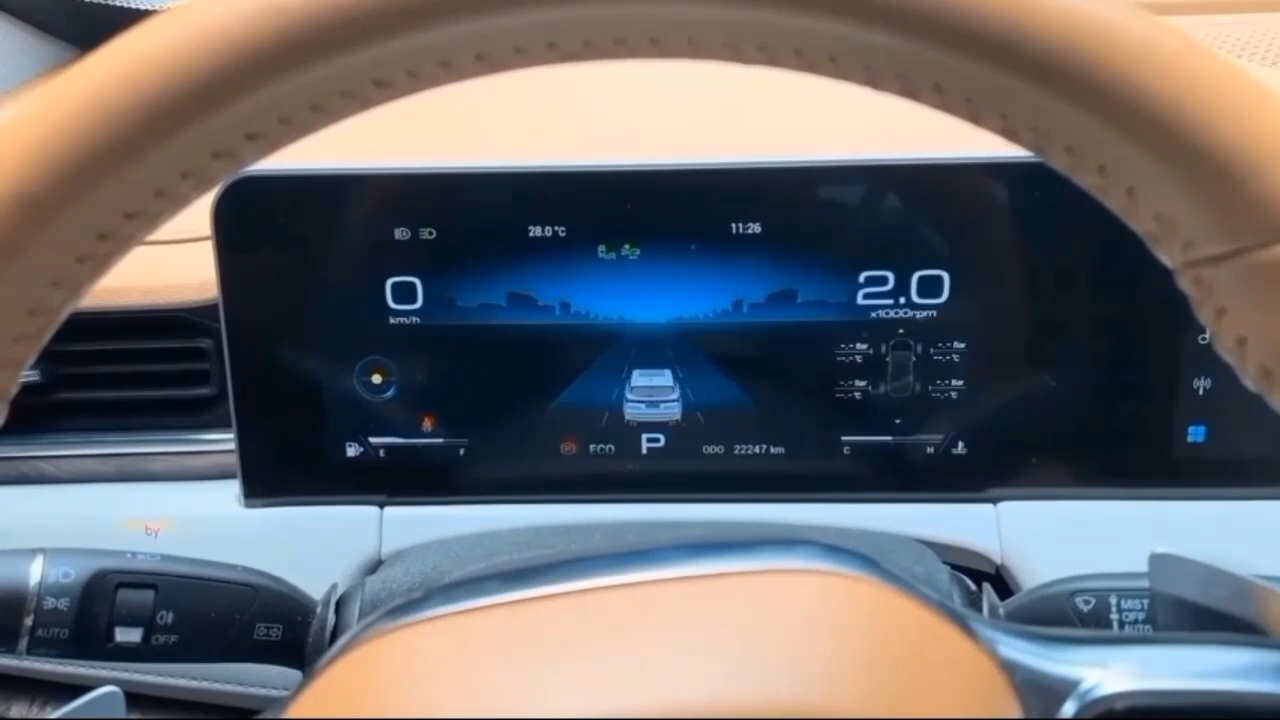 28.0 °C
11:26
0
km/h
2.0
x1000rpm
-.- Bar
--.- °C
-.- Bar
--.- °C
-.- Bar
--.- °C
-.- Bar
--.- °C
E
F
P
ECO
P
ODO 22247 km
C
H
by
AUTO
OFF
MIST
OFF
AUTO